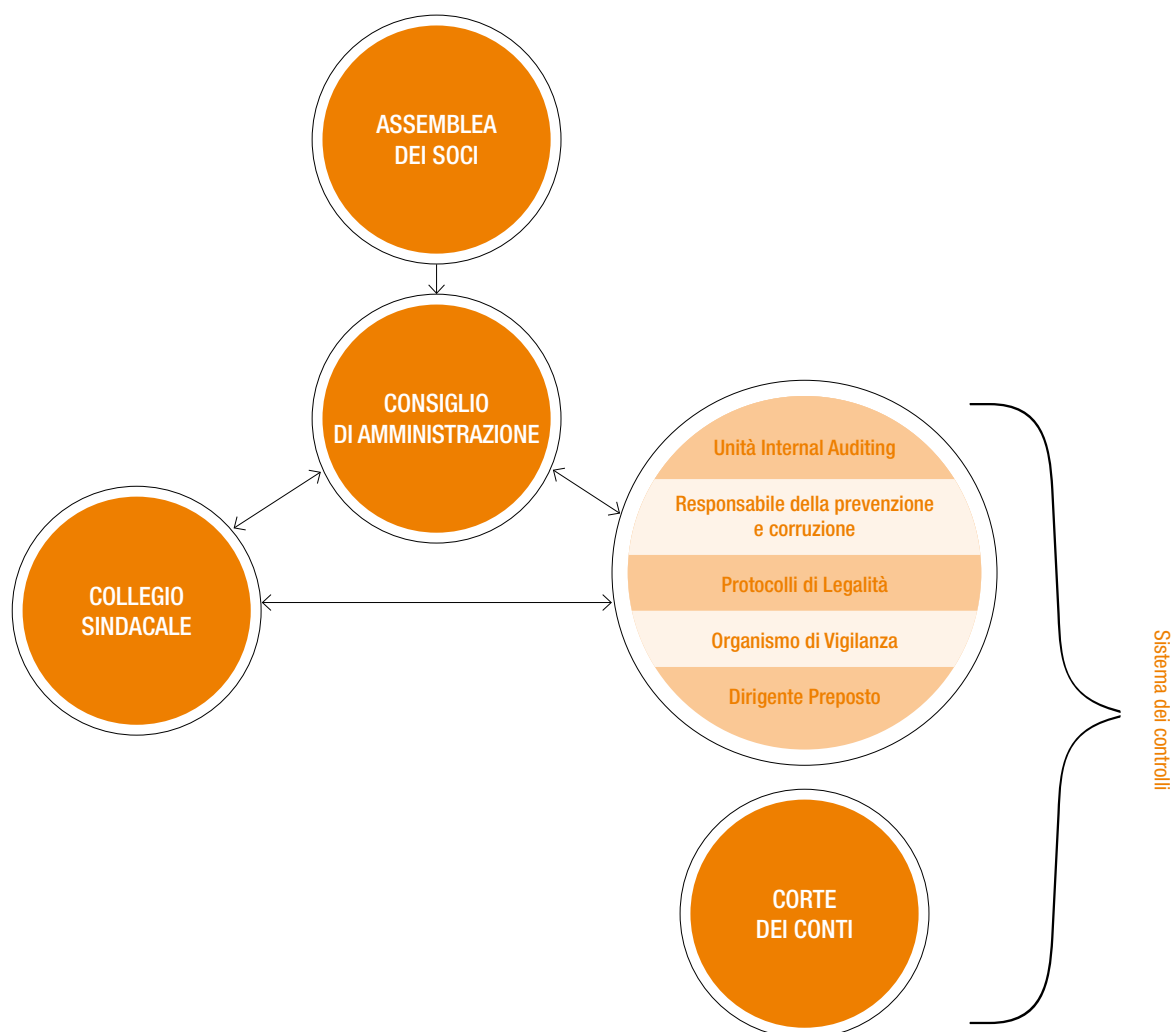 ASSEMBLEA
DEI SOCI
CONSIGLIO
DI AMMINISTRAZIONE
Unità Internal Auditing
Responsabile della prevenzione
e corruzione
Protocolli di Legalità
Organismo di Vigilanza
Dirigente Preposto
COLLEGIO
SINDACALE
Sistema dei controlli
CORTE
DEI CONTI